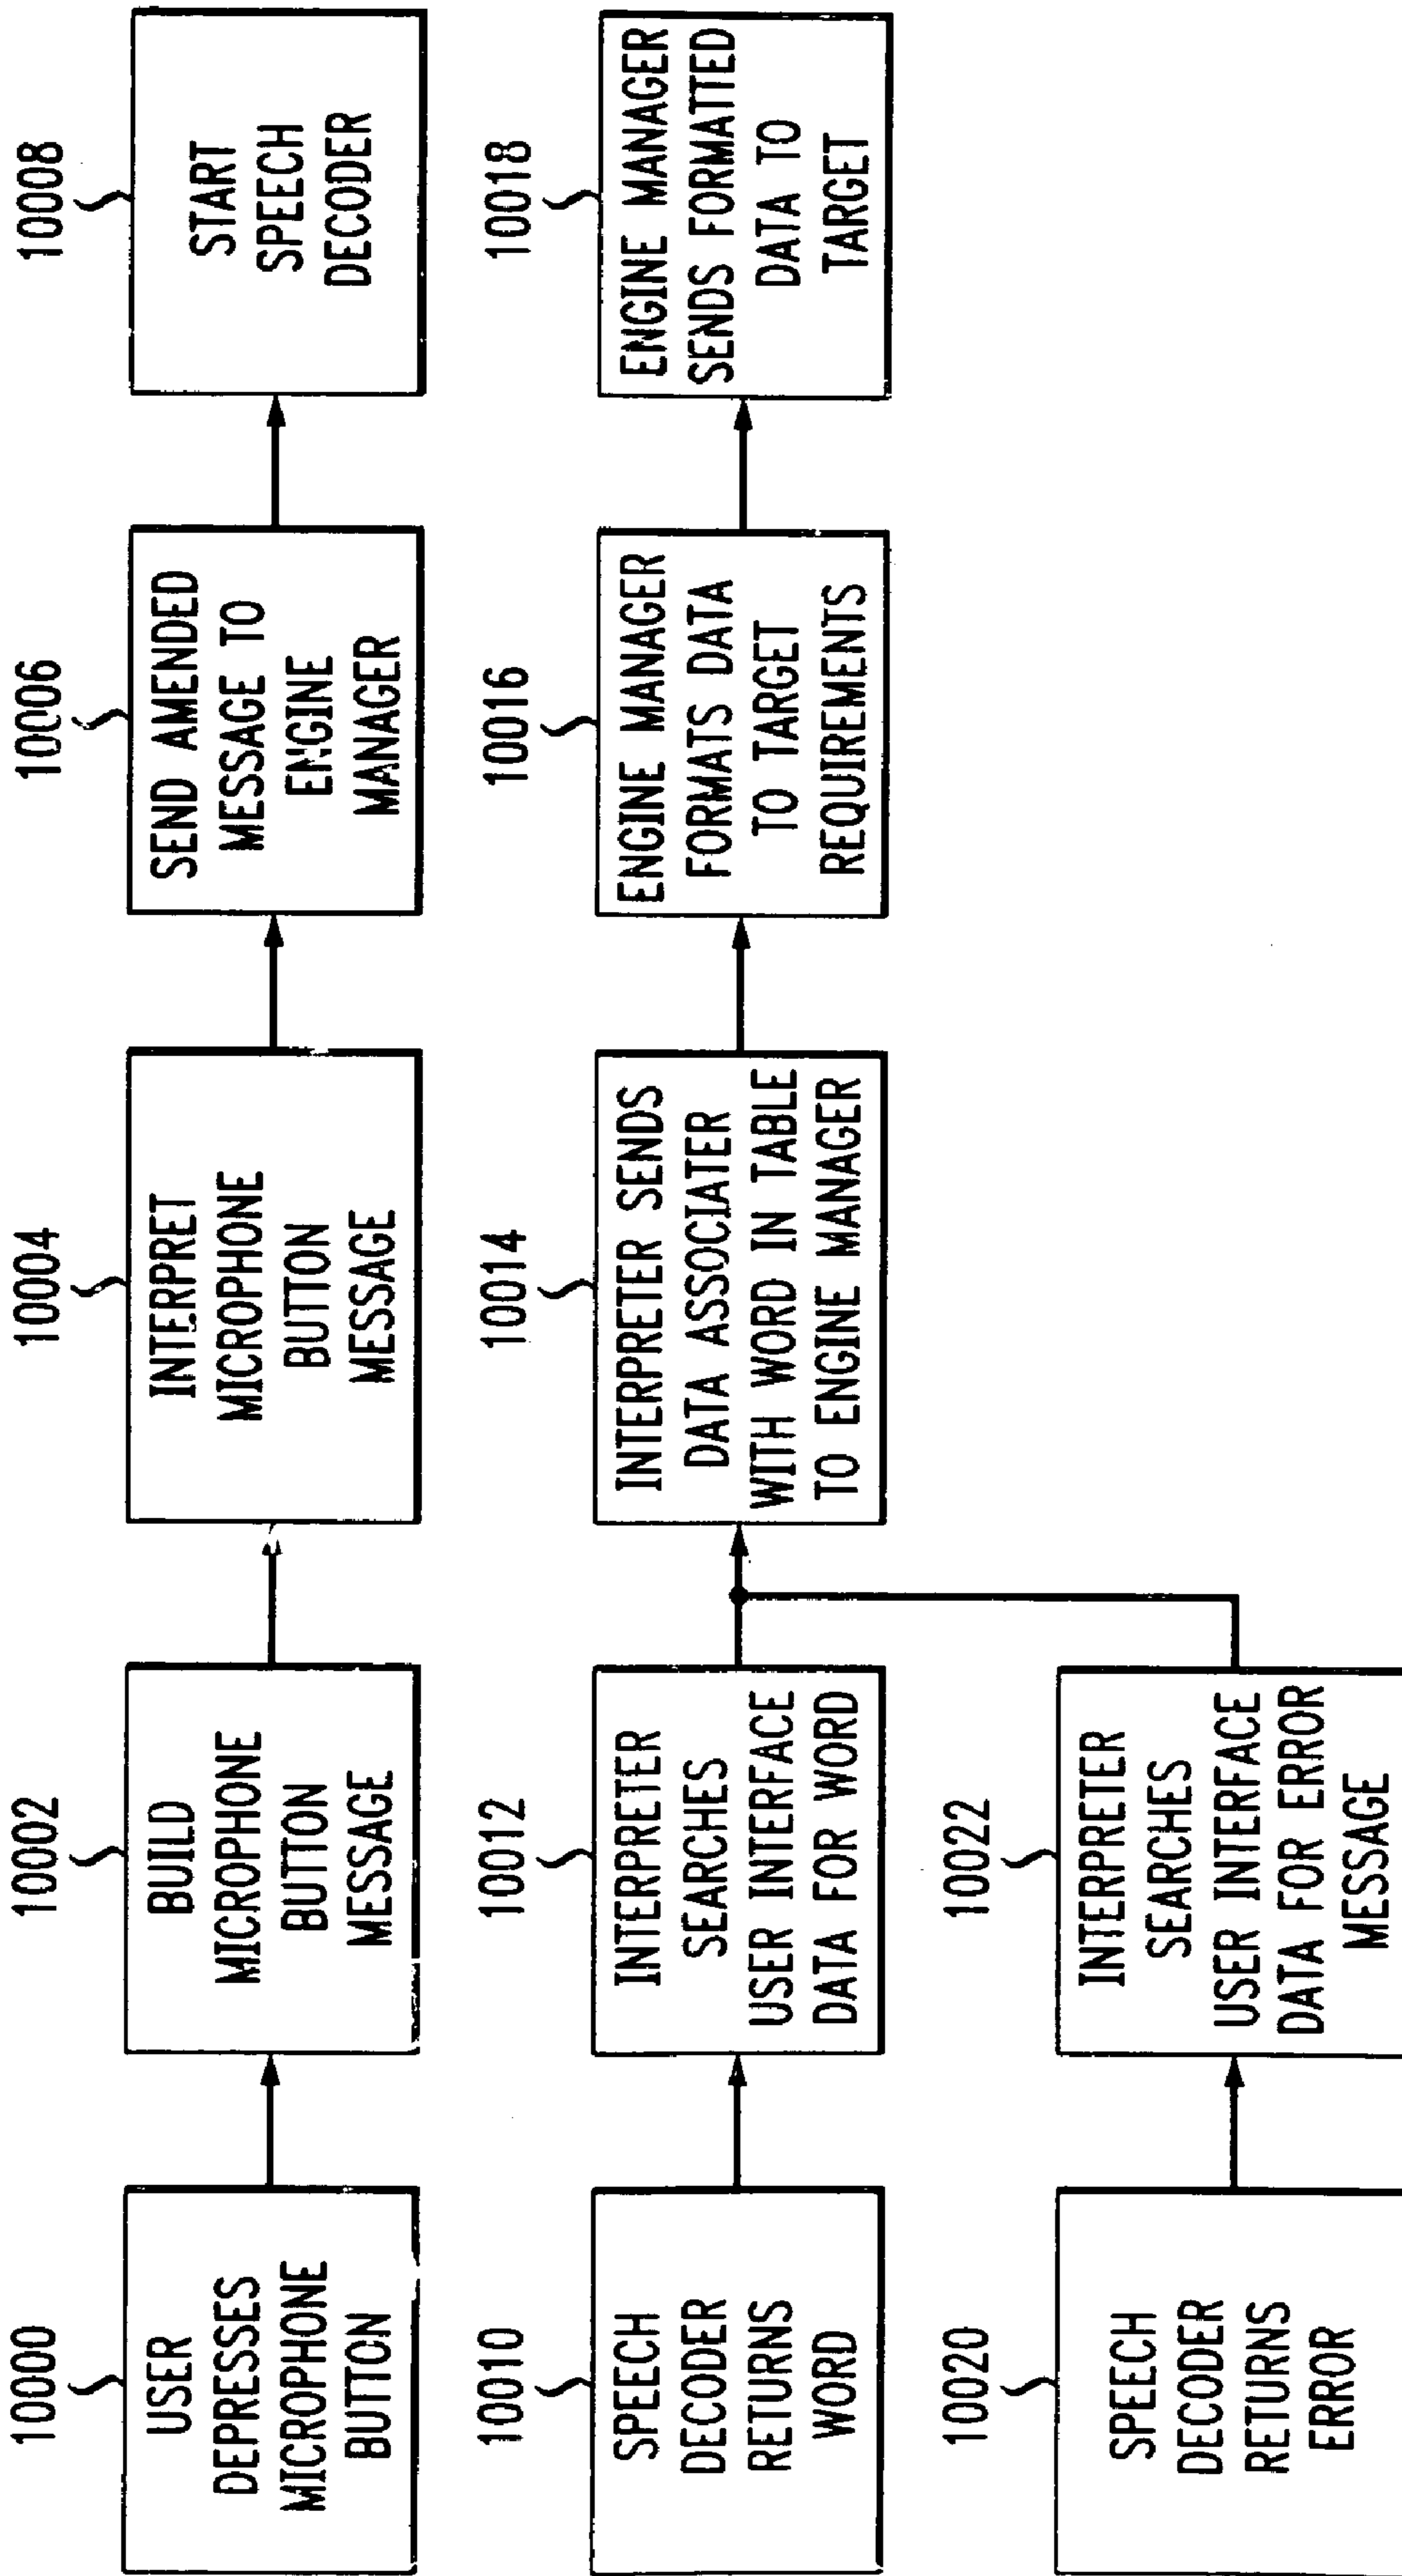 10000
USER
DEPRESSES
MICROPHONE
BUTTON
10002
BUILD
MICROPHONE
BUTTON
MESSAGE
10004
INTERPRET
MICROPHONE
BUTTON
MESSAGE
10006
SEND AMENDED
MESSAGE TO
ENGINE
MANAGER
10008
START
SPEECH
DECODER
10010
SPEECH
DECODER
RETURNS
WORD
10012
INTERPRETER
SEARCHES
USER INTERFACE
DATA FOR WORD
10014
INTERPRETER SENDS
DATA ASSOCIATER
WITH WORD IN TABLE
TO ENGINE MANAGER
10016
ENGINE MANAGER
FORMATS DATA
TO TARGET
REQUIREMENTS
10018
ENGINE MANAGER
SENDS FORMATTED
DATA TO
TARGET
10020
SPEECH
DECODER
RETURNS
ERROR
10022
INTERPRETER
SEARCHES
USER INTERFACE
DATA FOR ERROR
MESSAGE